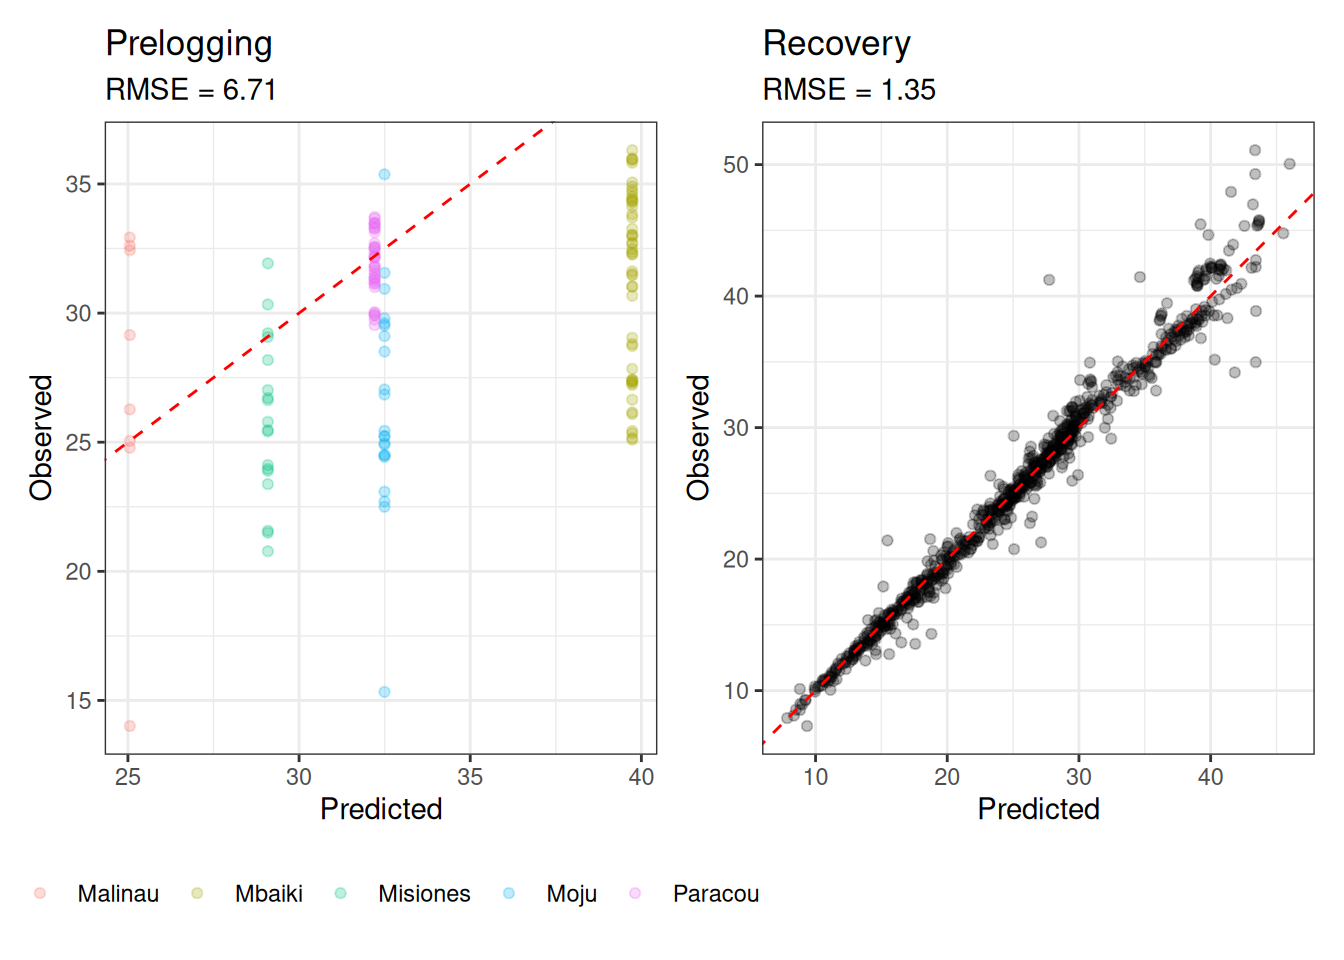 Prelogging
RMSE = 6.71
35
30
25
20
15
Observed
25 30 35 40
Predicted
Recovery
RMSE = 1.35
50
40
30
20
10
Observed
10 20 30 40
Predicted
Malinau Mbaiki Misiones Moju Paracou